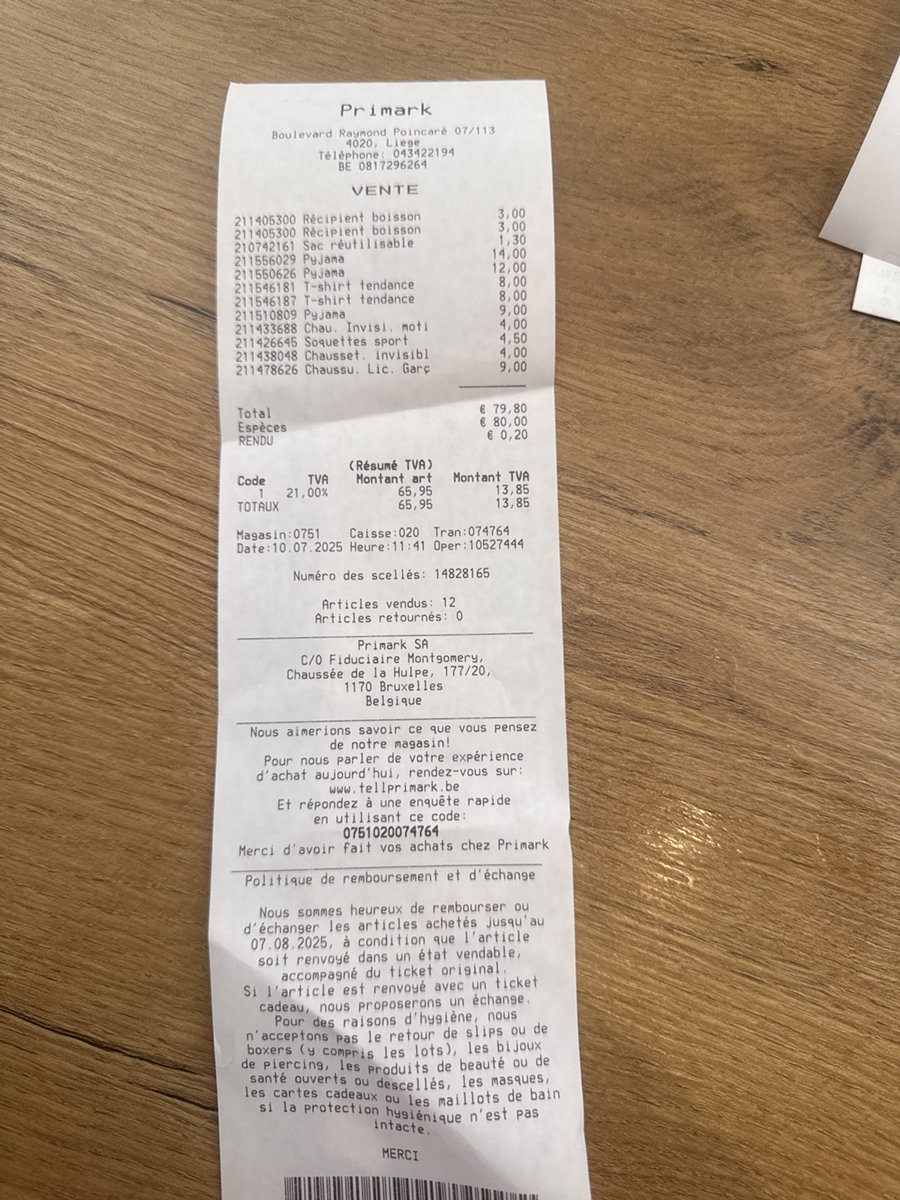 Primark
Boulevard Raymond Poincaré 07/113
4020, Liege
Téléphone: 043422194
BE 0817296264
VENTE
211405300 Récipient boisson 3,00
211405300 Récipient boisson 3,00
210742161 Sac réutilisable 1,30
211556029 Pyjama 14,00
211550626 Pyjama 12,00
211546181 T-shirt tendance 8,00
211546187 T-shirt tendance 8,00
211510809 Pyjama 9,00
211433688 Chau. Invisi. moti 4,00
211426645 Soquettes sport 4,50
211438048 Chausset. invisibl 4,00
211478626 Chaussu. Lic. Garç 9,00
Total € 79,80
Espèces € 80,00
RENDU € 0,20
(Résumé TVA)
Code TVA Montant art Montant TVA
1 21,00% 65,95 13,85
TOTAUX 65,95 13,85
Magasin:0751 Caisse:020 Tran:074764
Date:10.07.2025 Heure:11:41 Oper:10527444
Numéro des scellés: 14828165
Articles vendus: 12
Articles retournés: 0
Primark SA
C/O Fiduciaire Montgomery,
Chaussée de la Hulpe, 177/20,
1170 Bruxelles
Belgique
Nous aimerions savoir ce que vous pensez
de notre magasin!
Pour nous parler de votre expérience
d'achat aujourd'hui, rendez-vous sur:
www.tellprimark.be
Et répondez à une enquête rapide
en utilisant ce code:
0751020074764
Merci d'avoir fait vos achats chez Primark
Politique de remboursement et d'échange
Nous sommes heureux de rembourser ou
d'échanger les articles achetés jusqu'au
07.08.2025, à condition que l'article
soit renvoyé dans un état vendable,
accompagné du ticket original.
Si l'article est renvoyé avec un ticket
cadeau, nous proposerons un échange.
Pour des raisons d'hygiène, nous
n'acceptons pas le retour de slips ou de
boxers (y compris les lots), les bijoux
de piercing, les produits de beauté ou de
santé ouverts ou descellés, les masques,
les cartes cadeaux ou les maillots de bain
si la protection hygiénique n'est pas
intacte.
MERCI